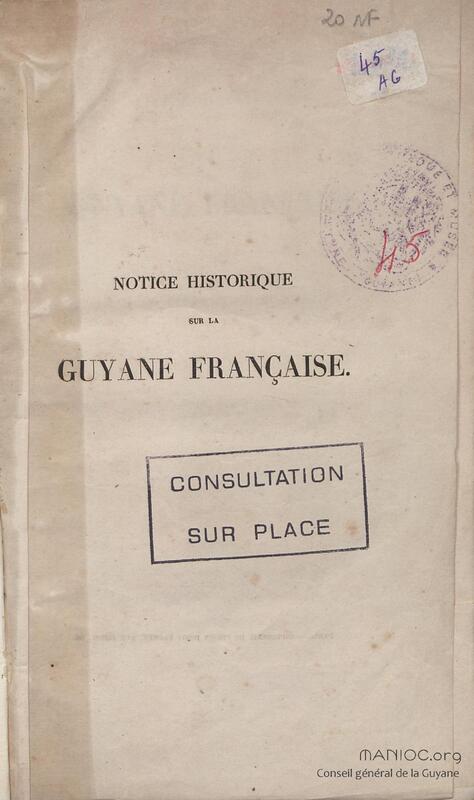 20 NF
45
AG
45
NOTICE HISTORIQUE
SUR LA
GUYANE FRANÇAISE.
CONSULTATION
SUR PLACE
MANIOC.org
Conseil général de la Guyane